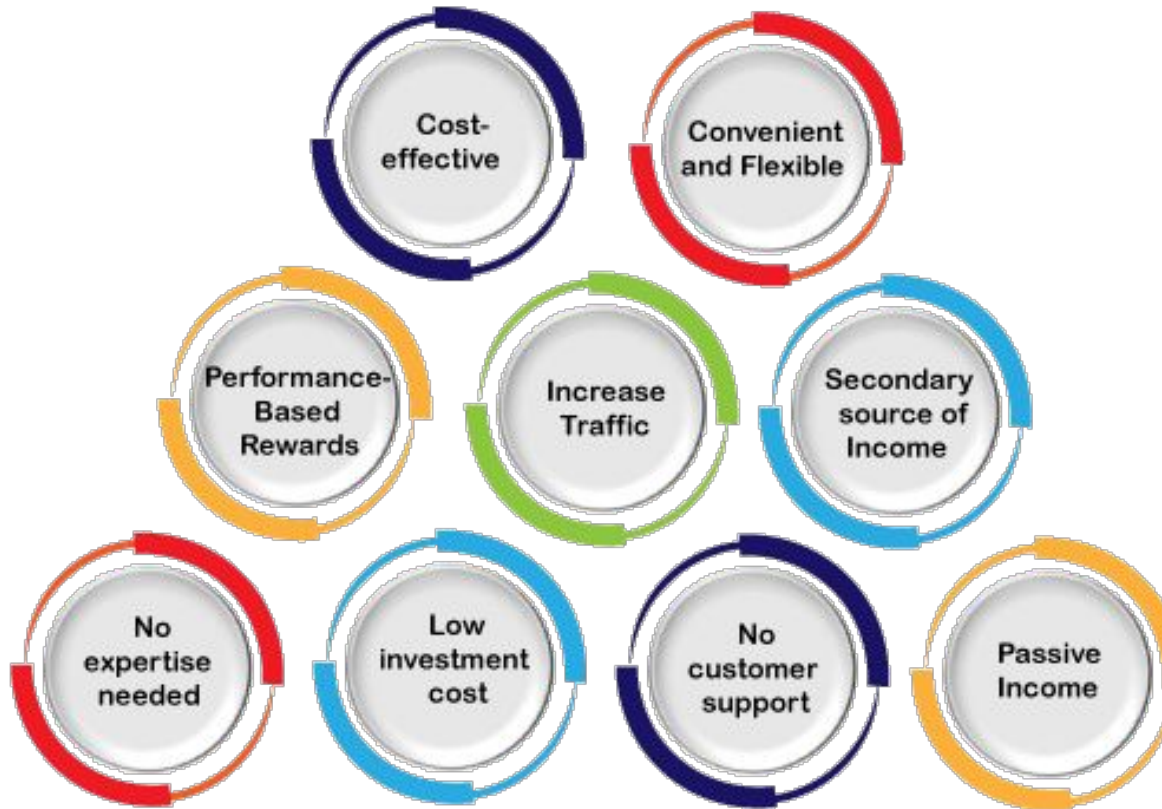 Cost-
effective
Convenient
and Flexible
Performance-
Based
Rewards
Increase
Traffic
Secondary
source of
Income
No
expertise
needed
Low
investment
cost
No
customer
support
Passive
Income